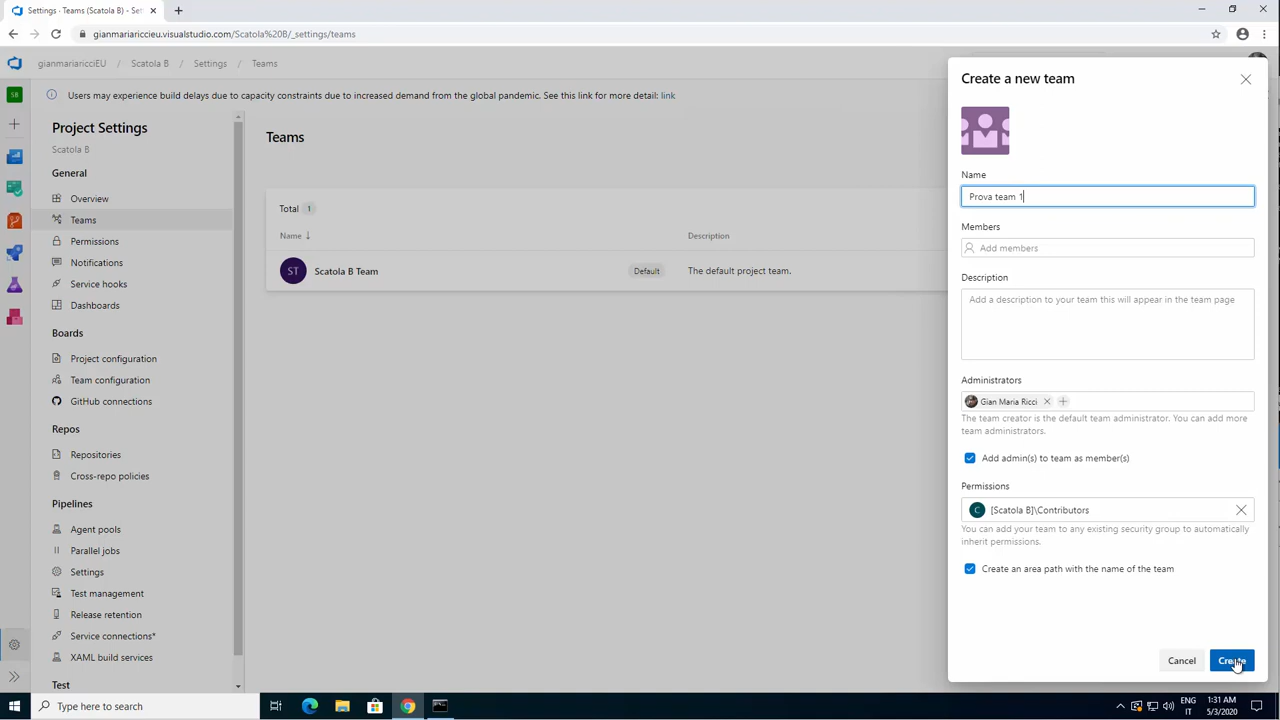 Settings · Teams (Scatola B) - Set
gianmariariccieu.visualstudio.com/Scatola%20B/_settings/teams
gianmariaricciEU / Scatola B / Settings / Teams
Users may experience build delays due to capacity constraints due to increased demand from the global pandemic. See this link for more detail: link
SB
Project Settings
Scatola B
General
Overview
Teams
Permissions
Notifications
Service hooks
Dashboards
Boards
Project configuration
Team configuration
GitHub connections
Repos
Repositories
Cross-repo policies
Pipelines
Agent pools
Parallel jobs
Settings
Test management
Release retention
Service connections*
XAML build services
Test
Teams
Total 1
Name ↓ Description
ST Scatola B Team Default The default project team.
Create a new team
Name
Prova team 1
Members
Add members
Description
Add a description to your team this will appear in the team page
Administrators
Gian Maria Ricci
The team creator is the default team administrator. You can add more
team administrators.
Add admin(s) to team as member(s)
Permissions
C [Scatola B]\Contributors
You can add your team to any existing security group to automatically
inherit permissions.
Create an area path with the name of the team
Cancel Create
Type here to search
ENG 1:31 AM
IT 5/3/2020